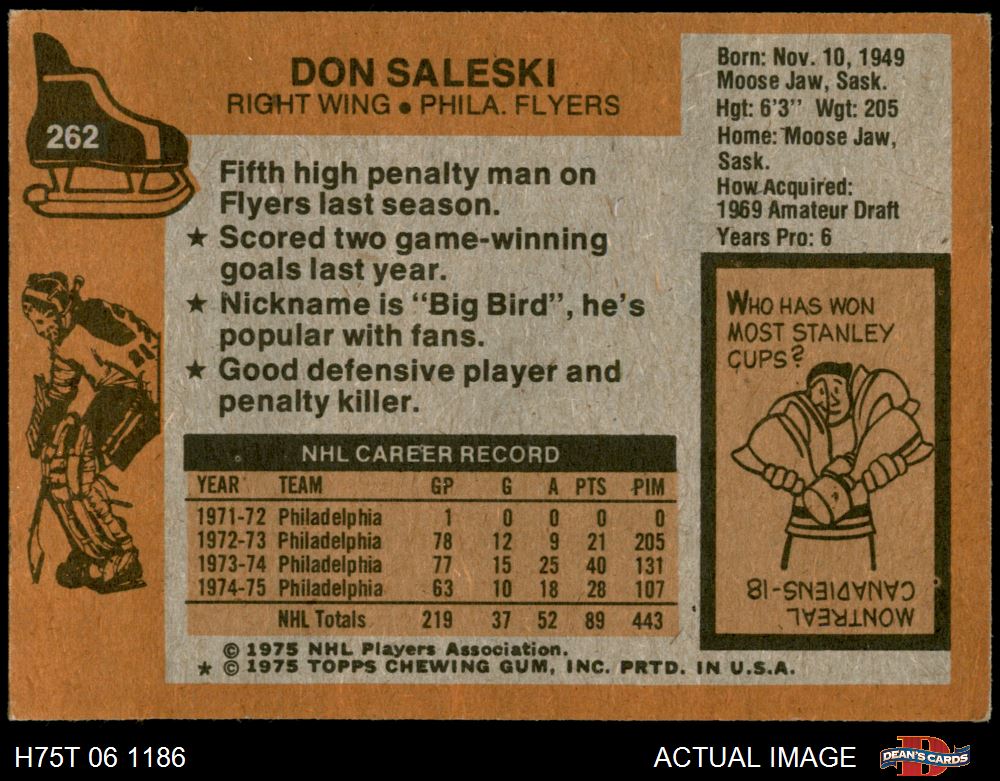 262
DON SALESKI
RIGHT WING • PHILA. FLYERS
Born: Nov. 10, 1949
Moose Jaw, Sask.
Hgt: 6'3'' Wgt: 205
Home: Moose Jaw,
Sask.
How Acquired:
1969 Amateur Draft
Years Pro: 6
Fifth high penalty man on
Flyers last season.
★ Scored two game-winning
goals last year.
★ Nickname is "Big Bird", he's
popular with fans.
★ Good defensive player and
penalty killer.
WHO HAS WON
MOST STANLEY
CUPS?
MONTREAL
CANADIENS-18
NHL CAREER RECORD
YEAR TEAM GP G A PTS PIM
1971-72 Philadelphia 1 0 0 0 0
1972-73 Philadelphia 78 12 9 21 205
1973-74 Philadelphia 77 15 25 40 131
1974-75 Philadelphia 63 10 18 28 107
NHL Totals 219 37 52 89 443
© 1975 NHL Players Association.
★ © 1975 TOPPS CHEWING GUM, INC. PRTD. IN U.S.A.
H75T 06 1186
ACTUAL IMAGE
DEAN'S CARDS